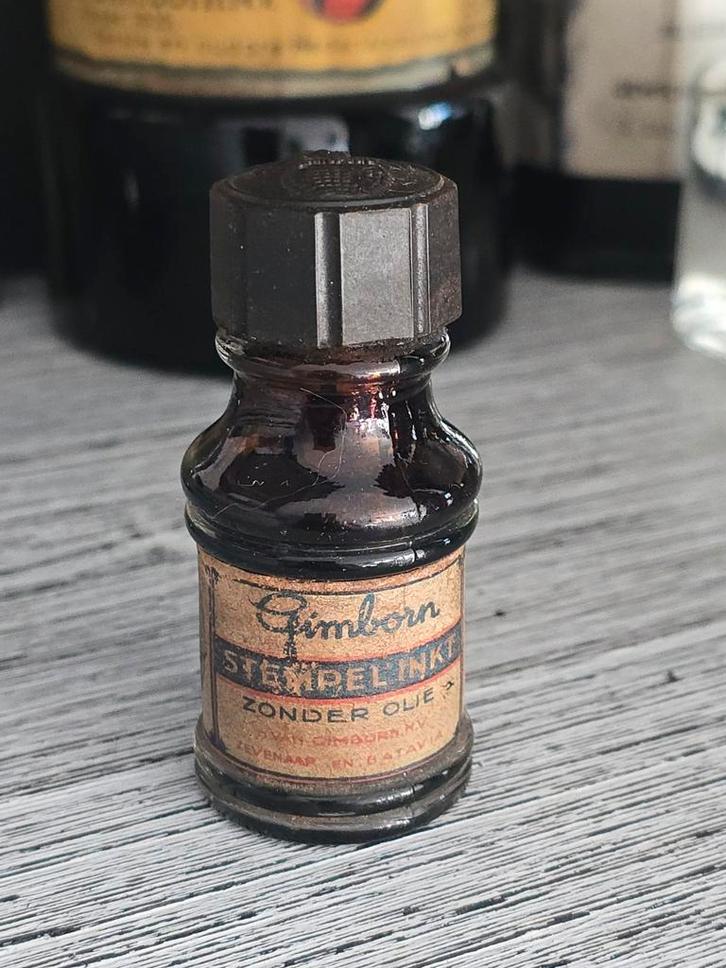 Gimborn
STEMPELINKT
ZONDER OLIE
VAN GIMBORN N.V.
ZEVENAAR EN BATAVIA